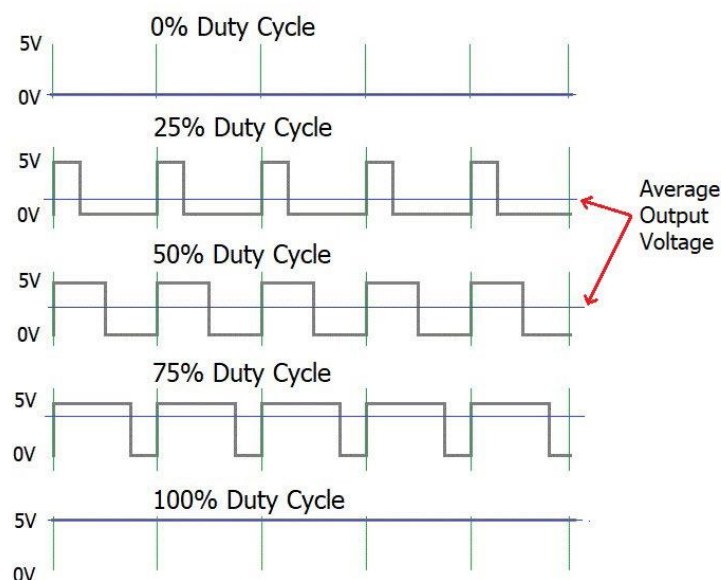 0% Duty Cycle
5V
0V
25% Duty Cycle
5V
0V
Average
Output
Voltage
50% Duty Cycle
5V
0V
75% Duty Cycle
5V
0V
100% Duty Cycle
5V
0V